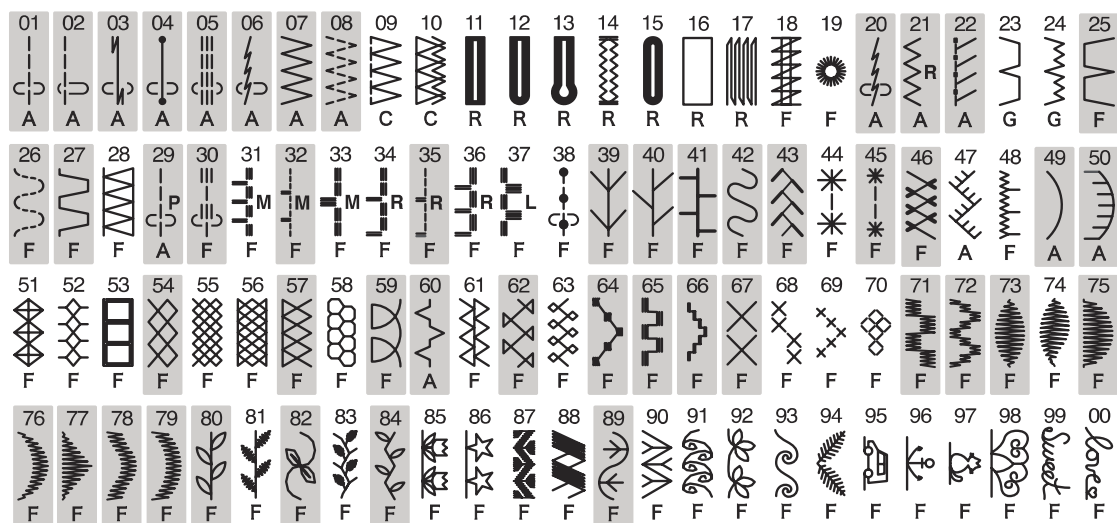 01 02 03 04 05 06 07 08 09 10 11 12 13 14 15 16 17 18 19 20 21 22 23 24 25
R
A A A A A A A A C C R R R R R R R F F A A A G G F
26 27 28 29 30 31 32 33 34 35 36 37 38 39 40 41 42 43 44 45 46 47 48 49 50
P M M M R R R L
F F F A F F F F F F F F F F F F F F F F F A F A A
51 52 53 54 55 56 57 58 59 60 61 62 63 64 65 66 67 68 69 70 71 72 73 74 75
F F F F F F F F F A F F F F F F F F F F F F F F F
76 77 78 79 80 81 82 83 84 85 86 87 88 89 90 91 92 93 94 95 96 97 98 99 00
Sweet love
F F F F F F F F F F F F F F F F F F F F F F F F F